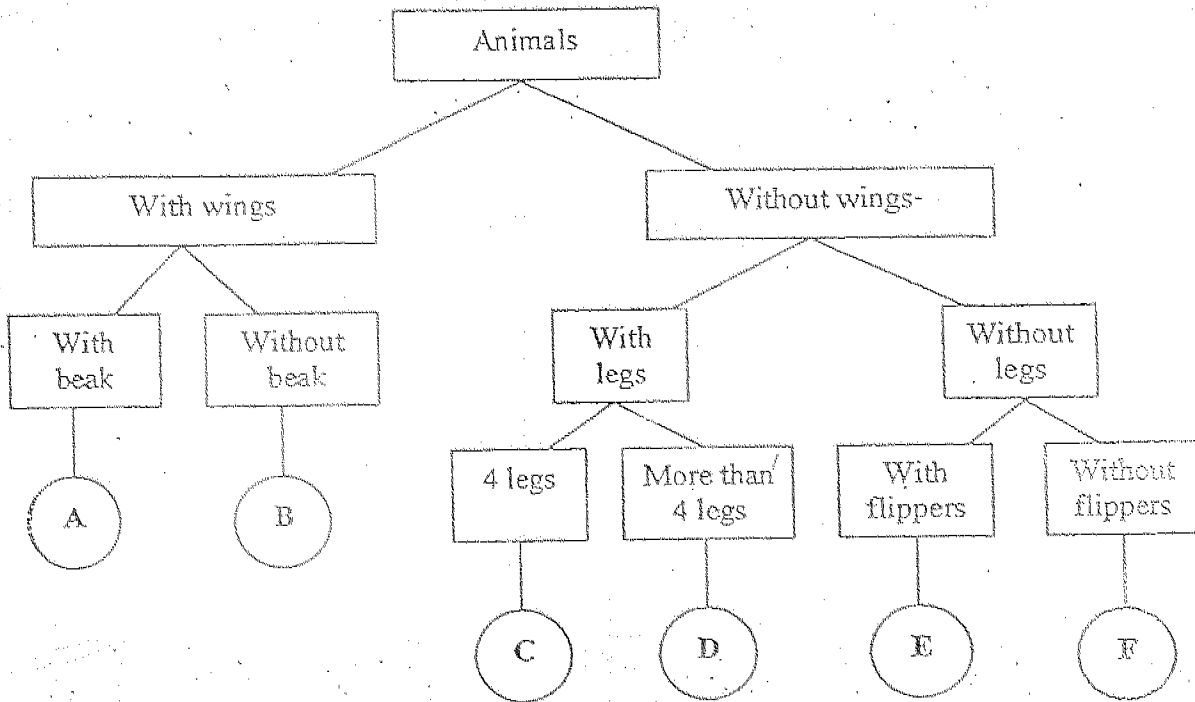 Animals
With wings
Without wings-
With
beak
Without
beak
With
legs
Without
legs
4 legs
More than
4 legs
With
flippers
Without
flippers
A
B
C
D
E
F